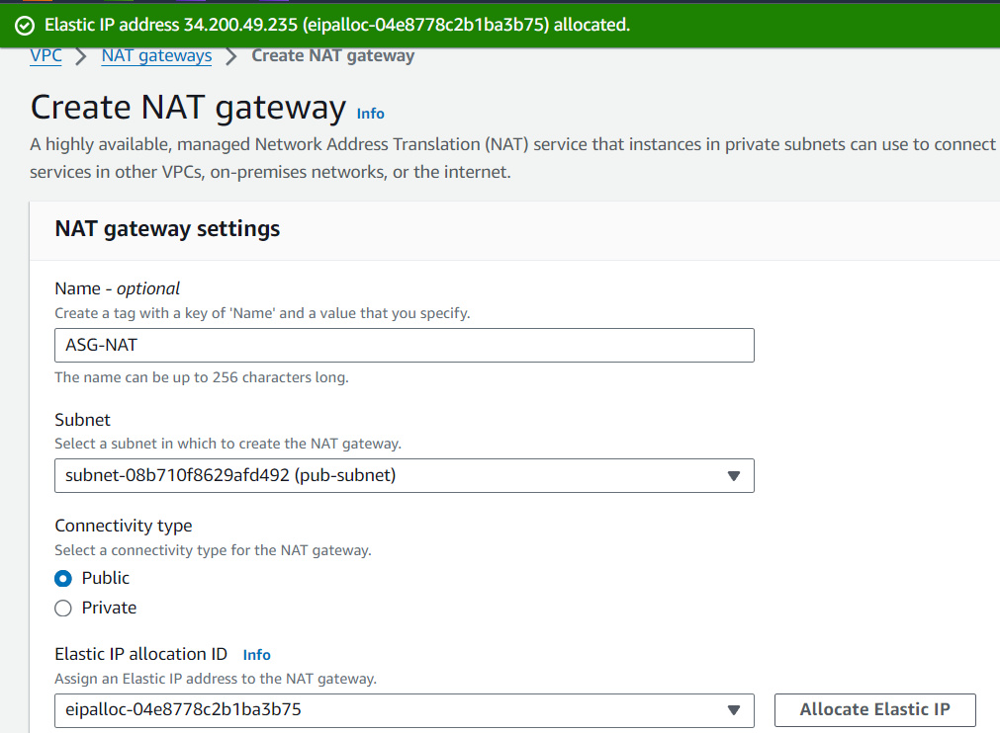 Elastic IP address 34.200.49.235 (eipalloc-04e8778c2b1ba3b75) allocated.
VPC > NAT gateways > Create NAT gateway
Create NAT gateway Info
A highly available, managed Network Address Translation (NAT) service that instances in private subnets can use to connect
services in other VPCs, on-premises networks, or the internet.
NAT gateway settings
Name - optional
Create a tag with a key of 'Name' and a value that you specify.
ASG-NAT
The name can be up to 256 characters long.
Subnet
Select a subnet in which to create the NAT gateway.
subnet-08b710f8629afd492 (pub-subnet)
Connectivity type
Select a connectivity type for the NAT gateway.
Public
Private
Elastic IP allocation ID Info
Assign an Elastic IP address to the NAT gateway.
eipalloc-04e8778c2b1ba3b75
Allocate Elastic IP